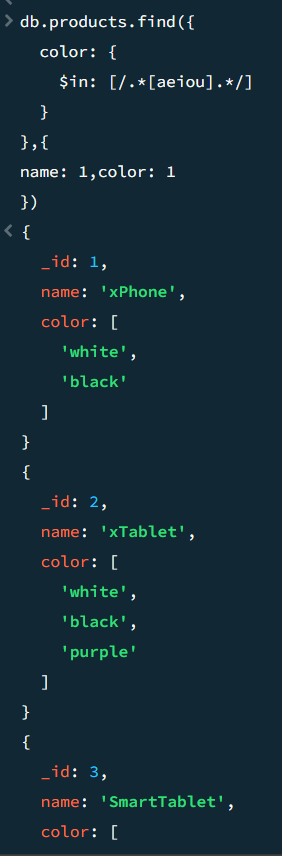 db.products.find({
color: {
$in: [/.*[aeiou].*/]
}
},{
name: 1,color: 1
})
{
_id: 1,
name: 'xPhone',
color: [
'white',
'black'
]
}
{
_id: 2,
name: 'xTablet',
color: [
'white',
'black',
'purple'
]
}
{
_id: 3,
name: 'SmartTablet',
color: [